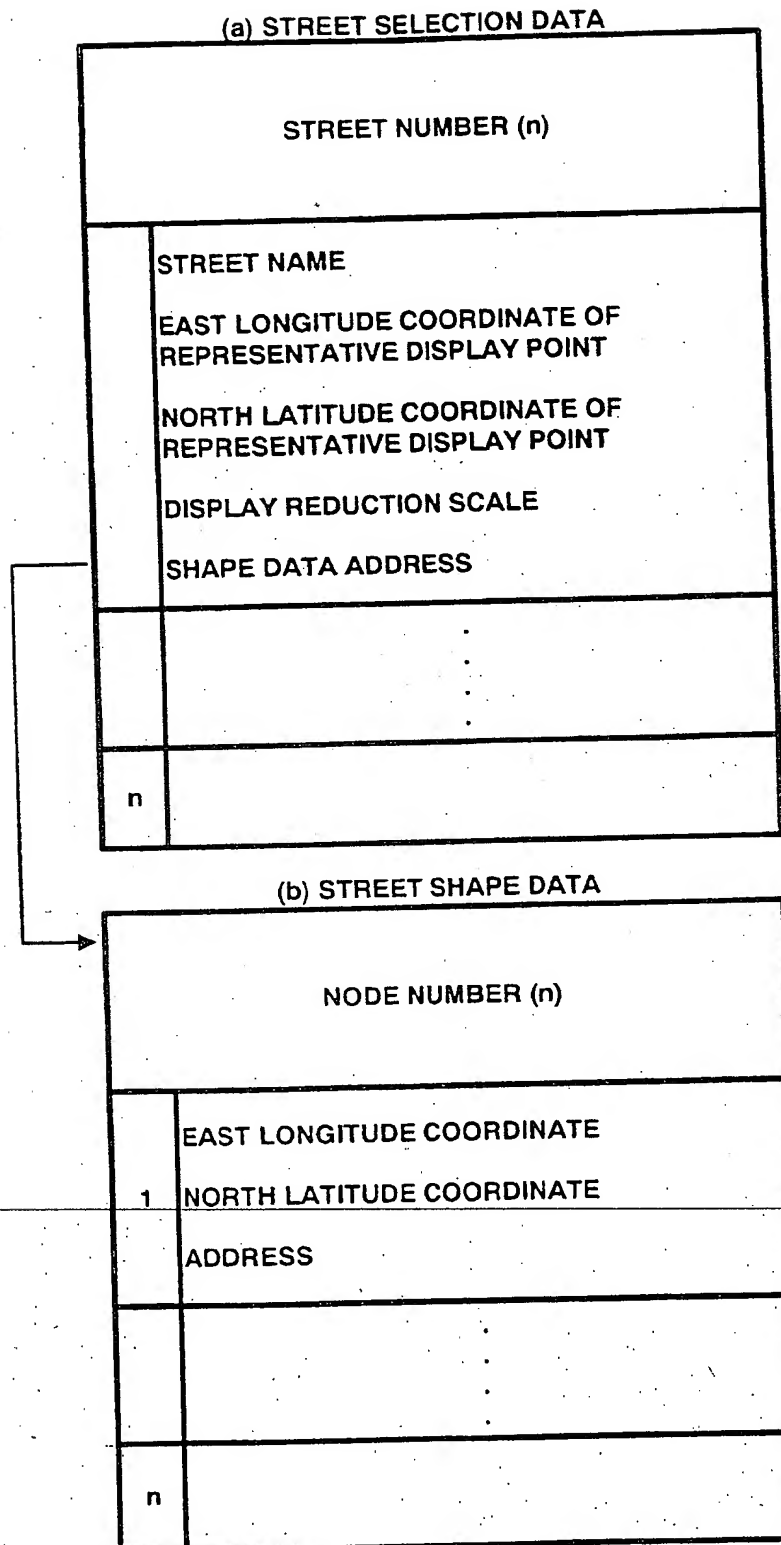 (a) STREET SELECTION DATA
STREET NUMBER (n)
STREET NAME
EAST LONGITUDE COORDINATE OF
REPRESENTATIVE DISPLAY POINT
NORTH LATITUDE COORDINATE OF
REPRESENTATIVE DISPLAY POINT
DISPLAY REDUCTION SCALE
SHAPE DATA ADDRESS
n
(b) STREET SHAPE DATA
NODE NUMBER (n)
EAST LONGITUDE COORDINATE
1 NORTH LATITUDE COORDINATE
ADDRESS
n